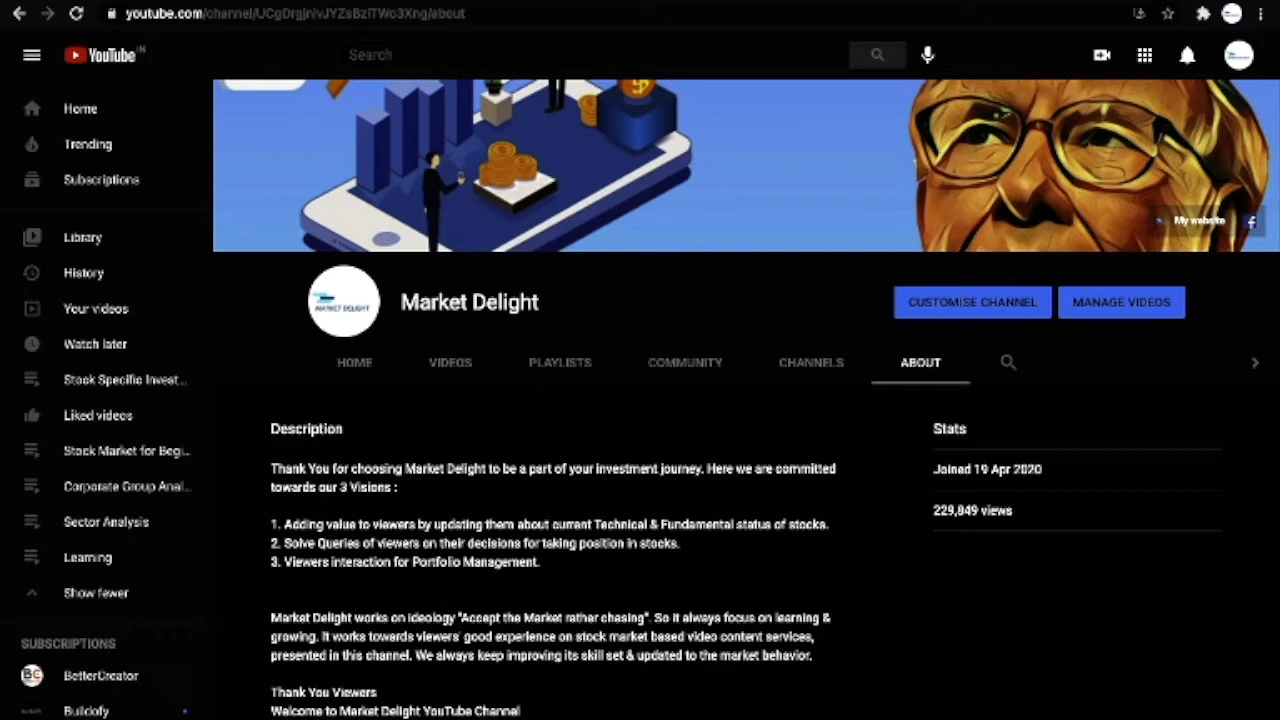 youtube.com/channel/UCgDrgjnivJYZsBziTWo3Xng/about
YouTube IN
Search
Home
Trending
Subscriptions
Library
History
Your videos
Watch later
Stock Specific Invest...
Liked videos
Stock Market for Begi...
Corporate Group Anal...
Sector Analysis
Learning
Show fewer
SUBSCRIPTIONS
BC
BetterCreator
Buildofy
My website
MARKET DELIGHT
Market Delight
CUSTOMISE CHANNEL
MANAGE VIDEOS
HOME
VIDEOS
PLAYLISTS
COMMUNITY
CHANNELS
ABOUT
Description
Thank You for choosing Market Delight to be a part of your investment journey. Here we are committed
towards our 3 Visions :
1. Adding value to viewers by updating them about current Technical & Fundamental status of stocks.
2. Solve Queries of viewers on their decisions for taking position in stocks.
3. Viewers interaction for Portfolio Management.
Market Delight works on ideology "Accept the Market rather chasing". So it always focus on learning &
growing. It works towards viewers' good experience on stock market based video content services,
presented in this channel. We always keep improving its skill set & updated to the market behavior.
Thank You Viewers
Welcome to Market Delight YouTube Channel
Stats
Joined 19 Apr 2020
229,849 views